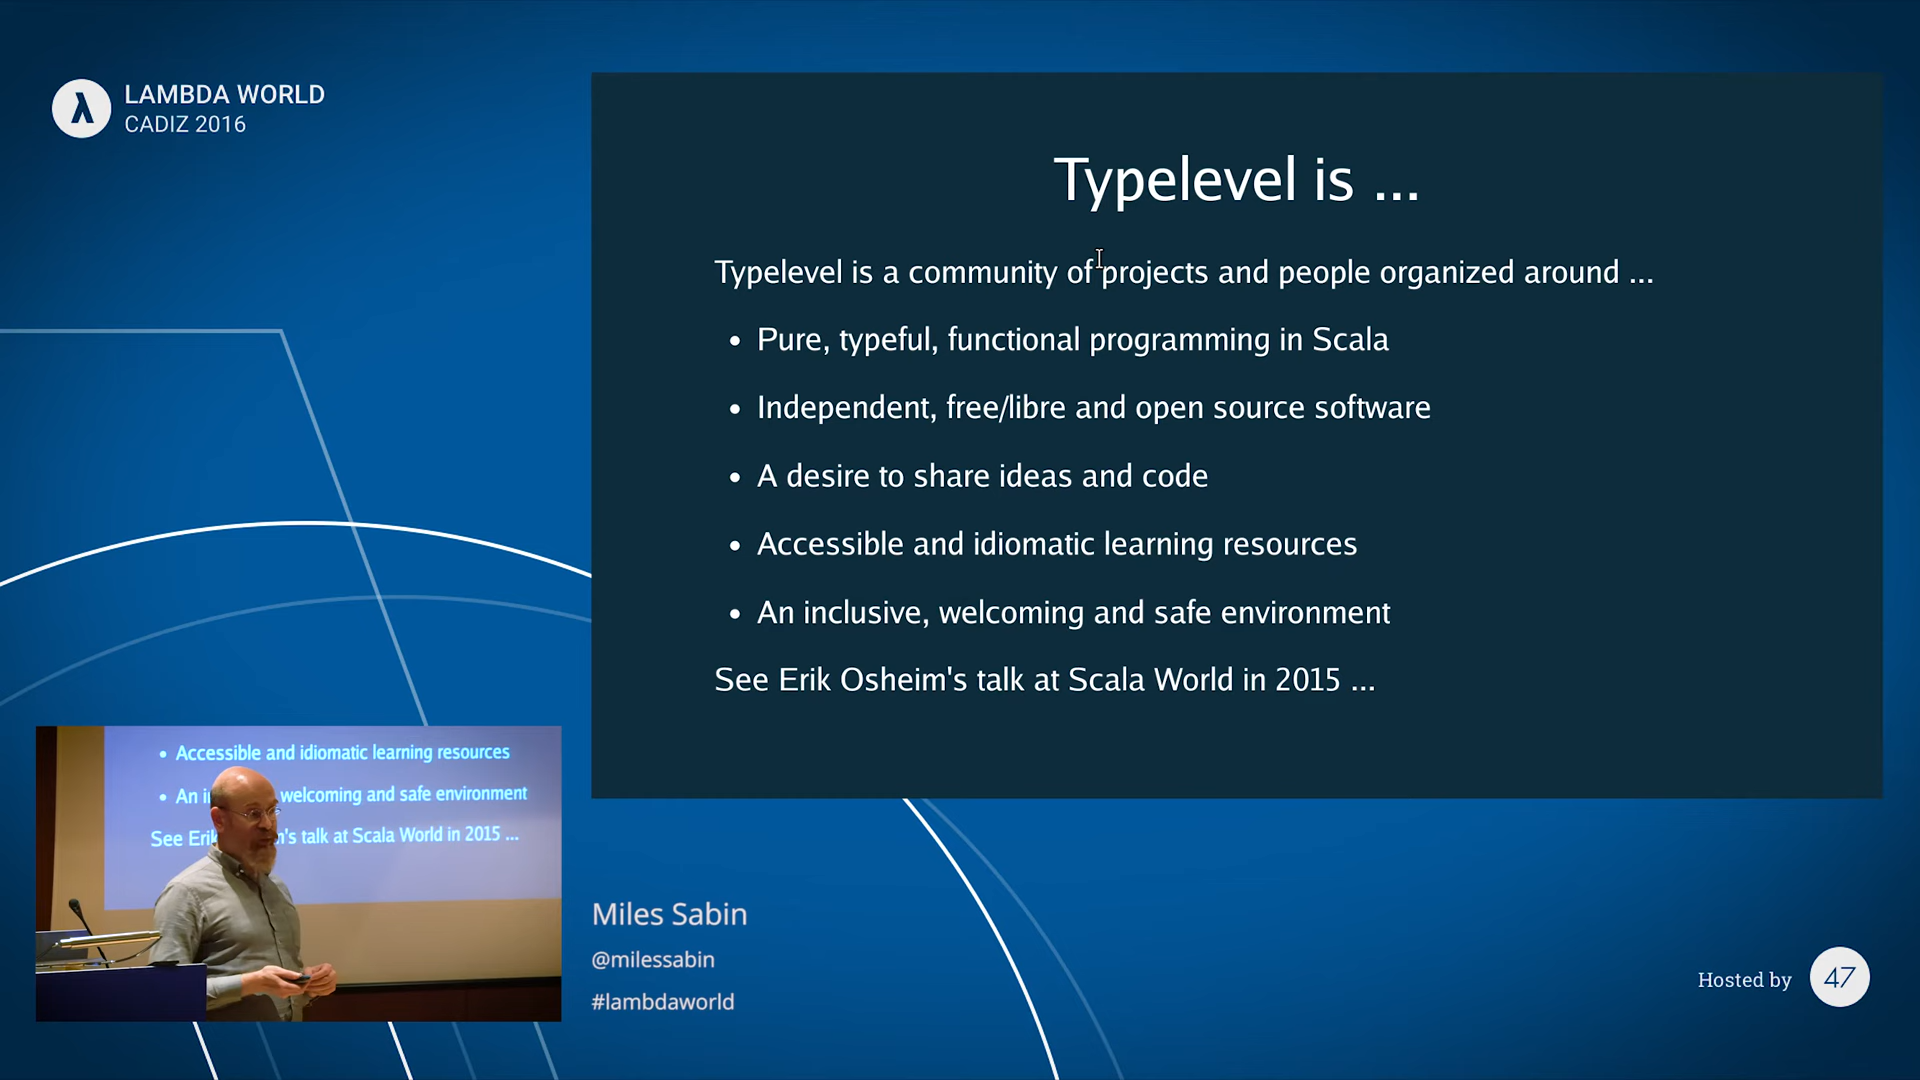 λ
LAMBDA WORLD
CADIZ 2016
Typelevel is ...
Typelevel is a community of projects and people organized around ...
• Pure, typeful, functional programming in Scala
• Independent, free/libre and open source software
• A desire to share ideas and code
• Accessible and idiomatic learning resources
• An inclusive, welcoming and safe environment
See Erik Osheim's talk at Scala World in 2015 ...
• Accessible and idiomatic learning resources
• An welcoming and safe environment
See talk at Scala World in 2015 ...
Miles Sabin
@milessabin
#lambdaworld
Hosted by
47